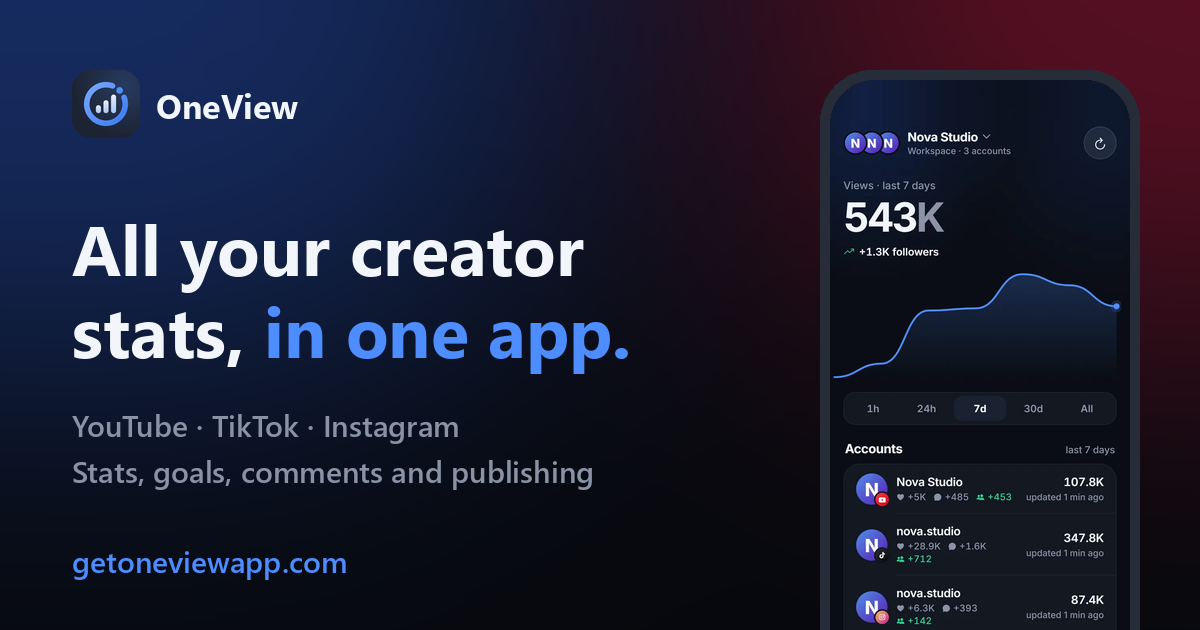 OneView
All your creator
stats, in one app.
YouTube · TikTok · Instagram
Stats, goals, comments and publishing
getoneviewapp.com
N N N
Nova Studio
Workspace · 3 accounts
Views · last 7 days
543K
+1.3K followers
1h 24h 7d 30d All
Accounts last 7 days
N
Nova Studio 107.8K
+5K +485 +453 updated 1 min ago
N
nova.studio 347.8K
+28.9K +1.6K updated 1 min ago
+712
N
nova.studio 87.4K
+6.3K +393 updated 1 min ago
+142